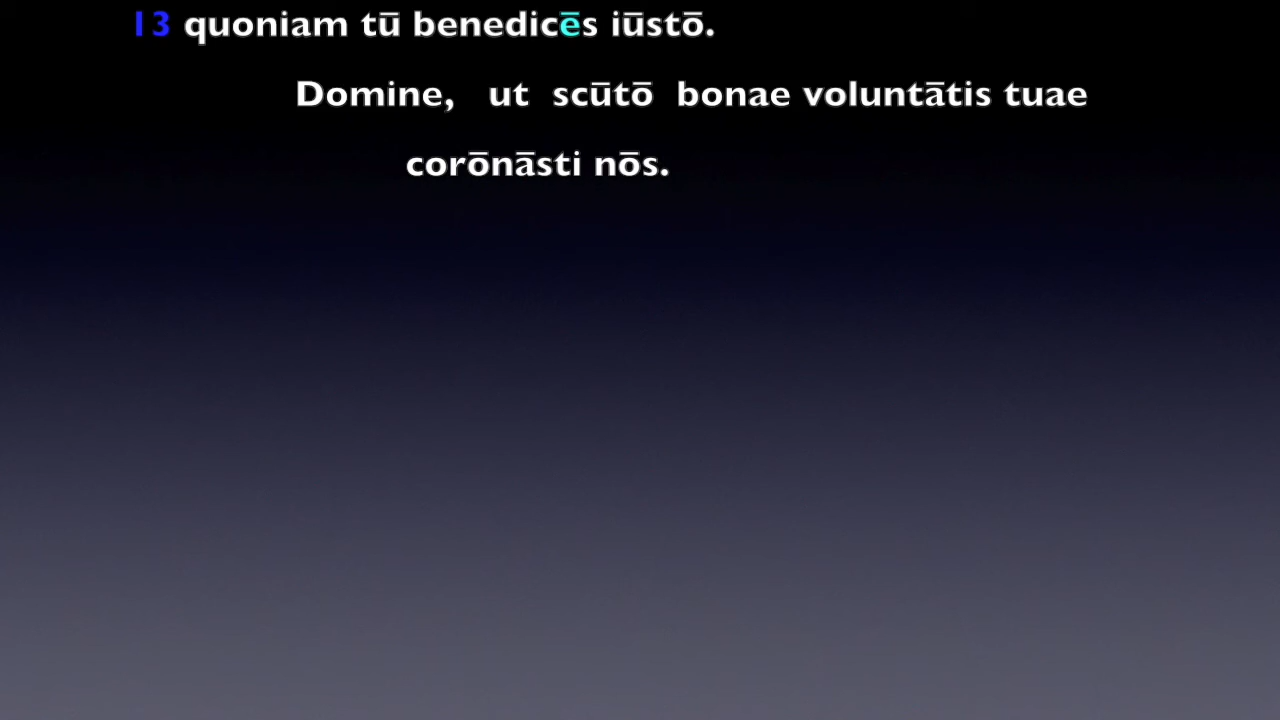 13 quoniam tū benedicēs iūstō.
Domine, ut scūtō bonae voluntātis tuae
corōnāsti nōs.